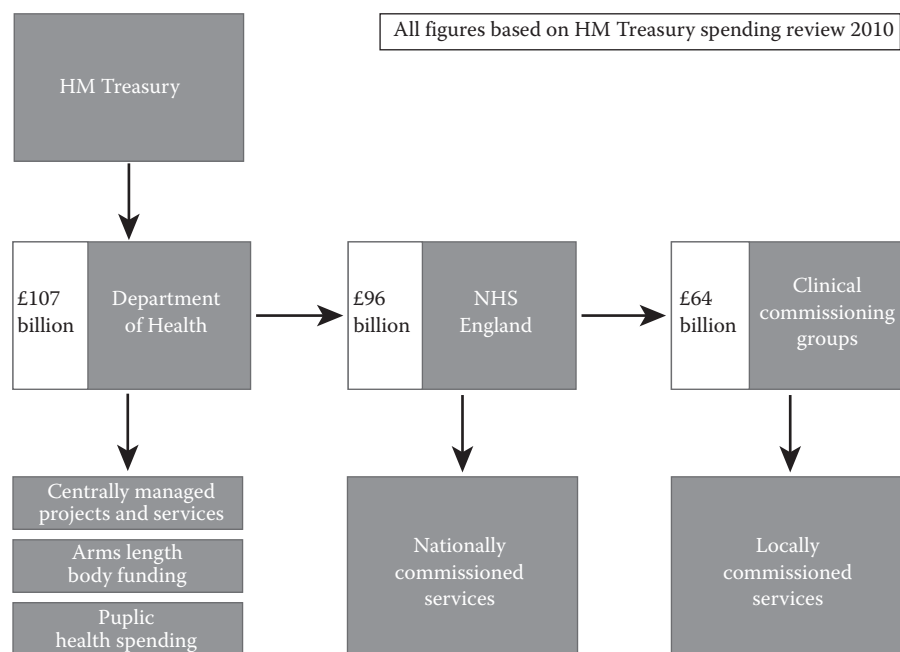 All figures based on HM Treasury spending review 2010
HM Treasury
£107
billion
Department
of Health
£96
billion
NHS
England
£64
billion
Clinical
commissioning
groups
Centrally managed
projects and services
Arms length
body funding
Puplic
health spending
Nationally
commissioned
services
Locally
commissioned
services